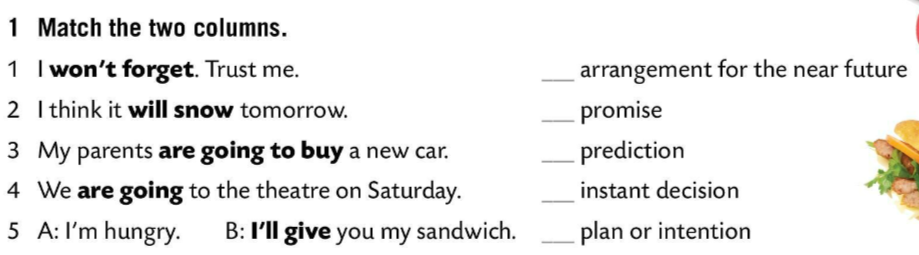 1 Match the two columns.
1 I won't forget. Trust me. ___ arrangement for the near future
2 I think it will snow tomorrow. ___ promise
3 My parents are going to buy a new car. ___ prediction
4 We are going to the theatre on Saturday. ___ instant decision
5 A: I'm hungry. B: I'll give you my sandwich. ___ plan or intention